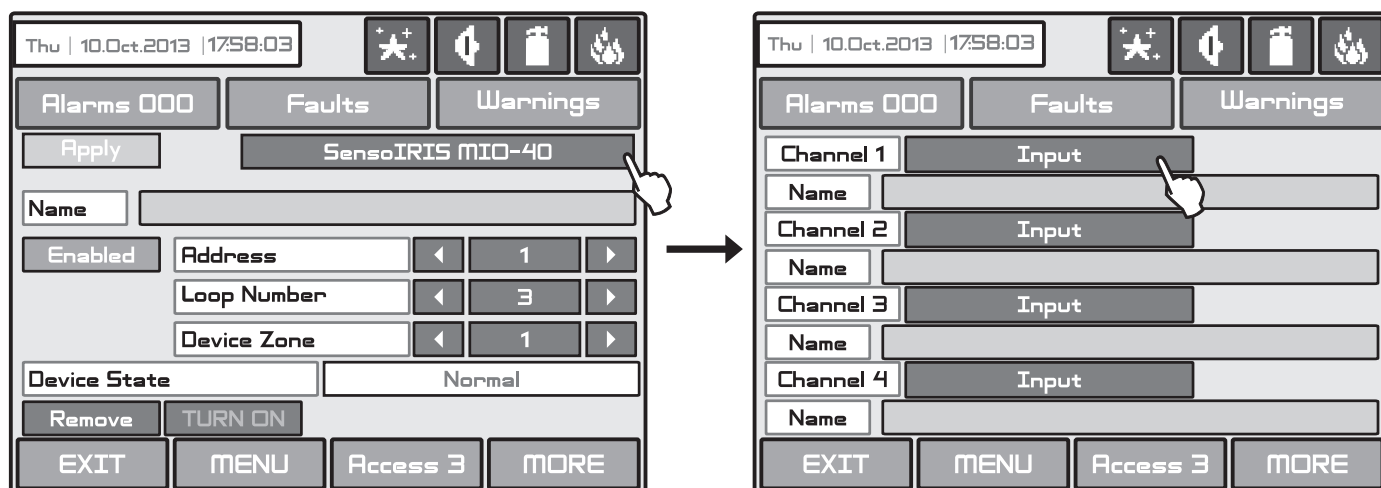 Thu | 10.Oct.2013 | 17:58:03
Alarms 000 Faults Warnings
Apply SensoIRIS MIO-40
Name
Enabled Address 1
Loop Number 3
Device Zone 1
Device State Normal
Remove TURN ON
EXIT MENU Access 3 MORE
Thu | 10.Oct.2013 | 17:58:03
Alarms 000 Faults Warnings
Channel 1 Input
Name
Channel 2 Input
Name
Channel 3 Input
Name
Channel 4 Input
Name
EXIT MENU Access 3 MORE